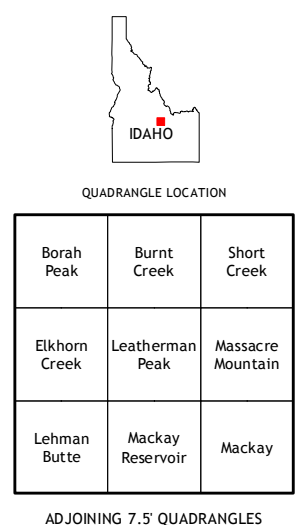 IDAHO
QUADRANGLE LOCATION
Borah
Peak
Burnt
Creek
Short
Creek
Elkhorn
Creek
Leatherman
Peak
Massacre
Mountain
Lehman
Butte
Mackay
Reservoir
Mackay
ADJOINING 7.5' QUADRANGLES